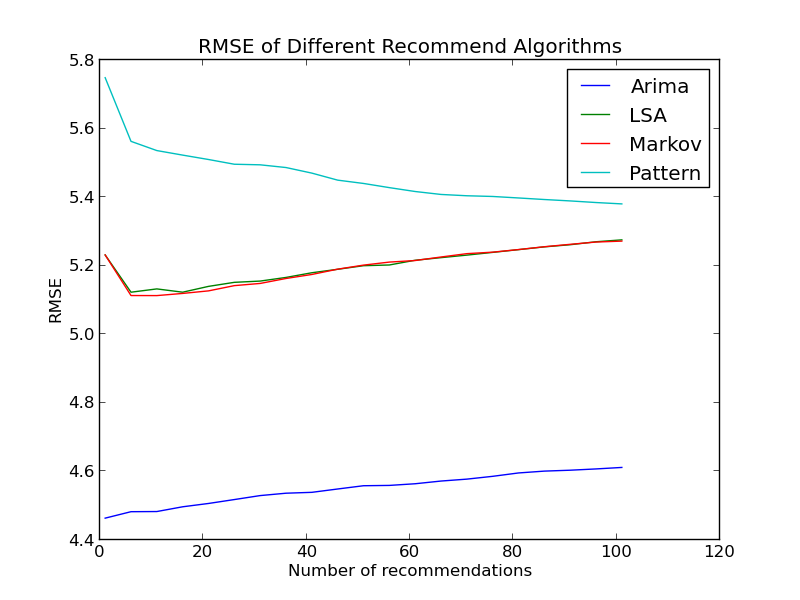 RMSE of Different Recommend Algorithms
Arima
LSA
Markov
Pattern
RMSE
5.8
5.6
5.4
5.2
5.0
4.8
4.6
4.4
0 20 40 60 80 100 120
Number of recommendations